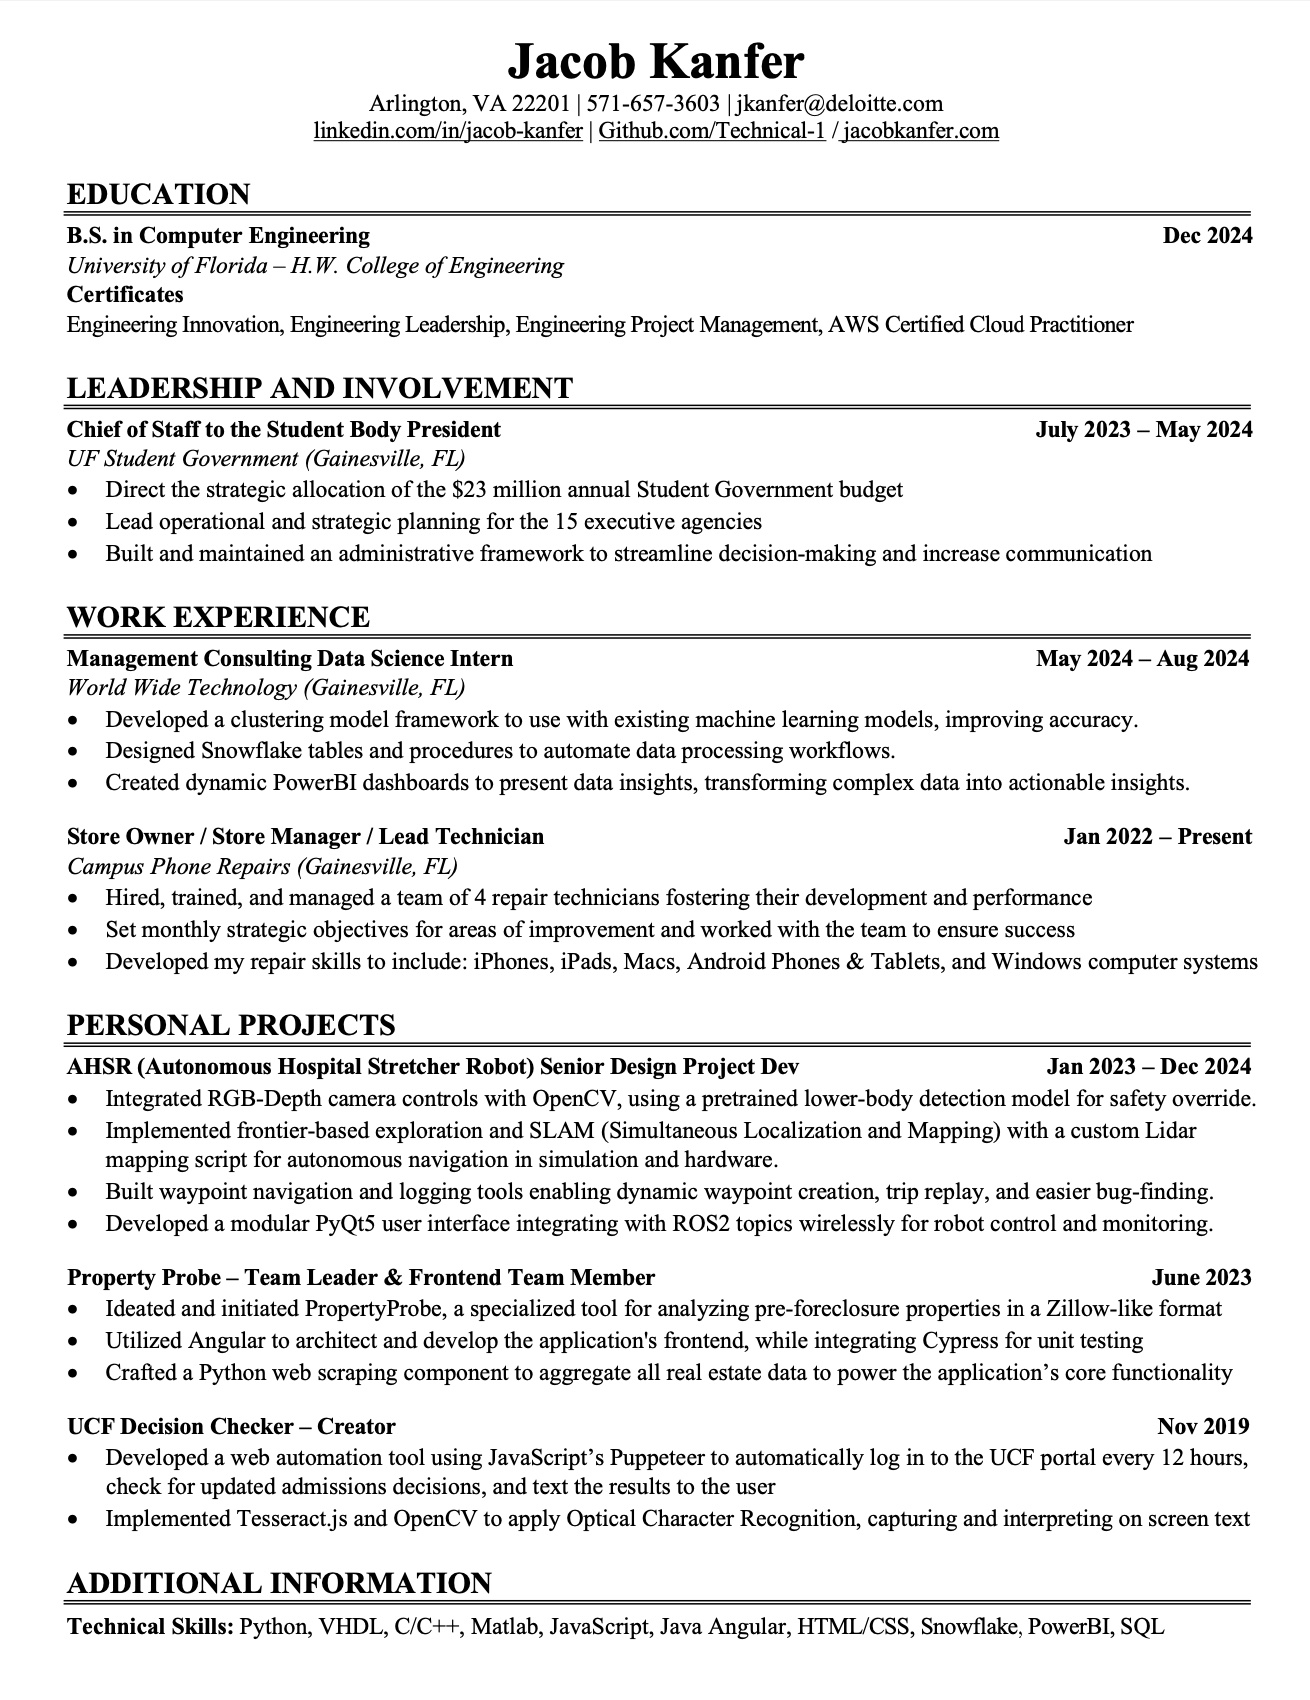 Jacob Kanfer
Arlington, VA 22201 | 571-657-3603 | jkanfer@deloitte.com
linkedin.com/in/jacob-kanfer | Github.com/Technical-1 / jacobkanfer.com
EDUCATION
B.S. in Computer Engineering Dec 2024
University of Florida – H.W. College of Engineering
Certificates
Engineering Innovation, Engineering Leadership, Engineering Project Management, AWS Certified Cloud Practitioner
LEADERSHIP AND INVOLVEMENT
Chief of Staff to the Student Body President July 2023 – May 2024
UF Student Government (Gainesville, FL)
• Direct the strategic allocation of the $23 million annual Student Government budget
• Lead operational and strategic planning for the 15 executive agencies
• Built and maintained an administrative framework to streamline decision-making and increase communication
WORK EXPERIENCE
Management Consulting Data Science Intern May 2024 – Aug 2024
World Wide Technology (Gainesville, FL)
• Developed a clustering model framework to use with existing machine learning models, improving accuracy.
• Designed Snowflake tables and procedures to automate data processing workflows.
• Created dynamic PowerBI dashboards to present data insights, transforming complex data into actionable insights.
Store Owner / Store Manager / Lead Technician Jan 2022 – Present
Campus Phone Repairs (Gainesville, FL)
• Hired, trained, and managed a team of 4 repair technicians fostering their development and performance
• Set monthly strategic objectives for areas of improvement and worked with the team to ensure success
• Developed my repair skills to include: iPhones, iPads, Macs, Android Phones & Tablets, and Windows computer systems
PERSONAL PROJECTS
AHSR (Autonomous Hospital Stretcher Robot) Senior Design Project Dev Jan 2023 – Dec 2024
• Integrated RGB-Depth camera controls with OpenCV, using a pretrained lower-body detection model for safety override.
• Implemented frontier-based exploration and SLAM (Simultaneous Localization and Mapping) with a custom Lidar
mapping script for autonomous navigation in simulation and hardware.
• Built waypoint navigation and logging tools enabling dynamic waypoint creation, trip replay, and easier bug-finding.
• Developed a modular PyQt5 user interface integrating with ROS2 topics wirelessly for robot control and monitoring.
Property Probe – Team Leader & Frontend Team Member June 2023
• Ideated and initiated PropertyProbe, a specialized tool for analyzing pre-foreclosure properties in a Zillow-like format
• Utilized Angular to architect and develop the application's frontend, while integrating Cypress for unit testing
• Crafted a Python web scraping component to aggregate all real estate data to power the application’s core functionality
UCF Decision Checker – Creator Nov 2019
• Developed a web automation tool using JavaScript’s Puppeteer to automatically log in to the UCF portal every 12 hours,
check for updated admissions decisions, and text the results to the user
• Implemented Tesseract.js and OpenCV to apply Optical Character Recognition, capturing and interpreting on screen text
ADDITIONAL INFORMATION
Technical Skills: Python, VHDL, C/C++, Matlab, JavaScript, Java Angular, HTML/CSS, Snowflake, PowerBI, SQL